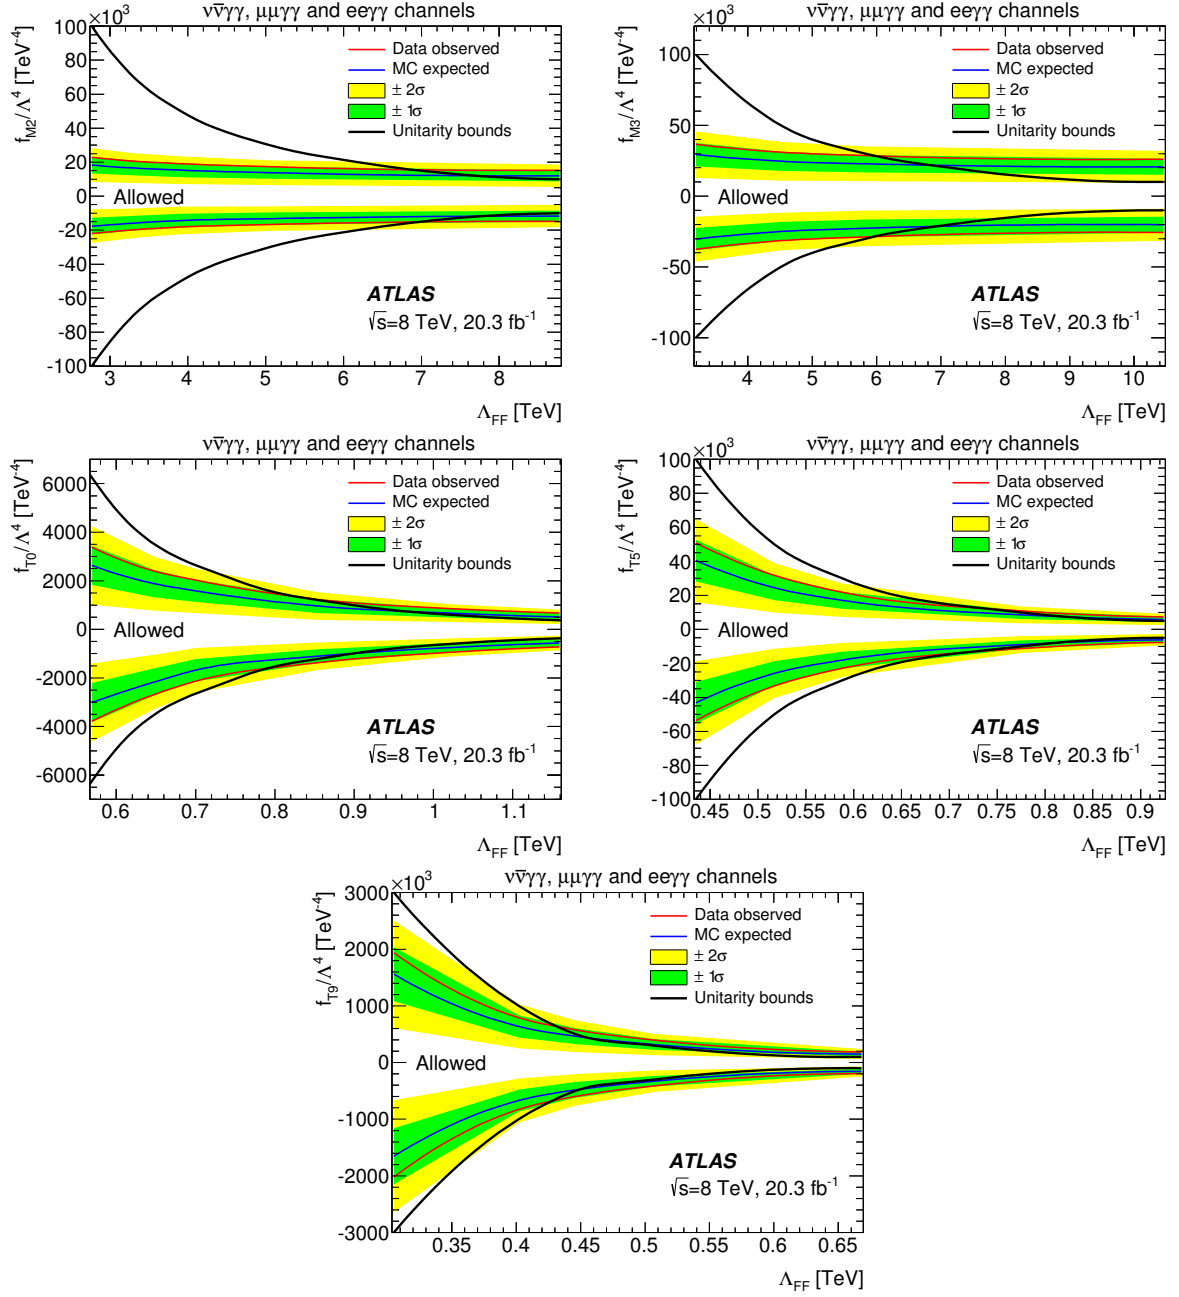 νν̄γγ, μμγγ and eeγγ channels
×10³
f_M2/Λ⁴ [TeV⁻⁴]
100
80
60
40
20
0
-20
-40
-60
-80
-100
Data observed
MC expected
± 2σ
± 1σ
Unitarity bounds
Allowed
ATLAS
√s=8 TeV, 20.3 fb⁻¹
3 4 5 6 7 8
Λ_FF [TeV]
νν̄γγ, μμγγ and eeγγ channels
×10³
f_M3/Λ⁴ [TeV⁻⁴]
100
50
0
-50
-100
Data observed
MC expected
± 2σ
± 1σ
Unitarity bounds
Allowed
ATLAS
√s=8 TeV, 20.3 fb⁻¹
4 5 6 7 8 9 10
Λ_FF [TeV]
νν̄γγ, μμγγ and eeγγ channels
f_T0/Λ⁴ [TeV⁻⁴]
6000
4000
2000
0
-2000
-4000
-6000
Data observed
MC expected
± 2σ
± 1σ
Unitarity bounds
Allowed
ATLAS
√s=8 TeV, 20.3 fb⁻¹
0.6 0.7 0.8 0.9 1 1.1
Λ_FF [TeV]
νν̄γγ, μμγγ and eeγγ channels
×10³
f_T5/Λ⁴ [TeV⁻⁴]
100
80
60
40
20
0
-20
-40
-60
-80
-100
Data observed
MC expected
± 2σ
± 1σ
Unitarity bounds
Allowed
ATLAS
√s=8 TeV, 20.3 fb⁻¹
0.45 0.5 0.55 0.6 0.65 0.7 0.75 0.8 0.85 0.9
Λ_FF [TeV]
νν̄γγ, μμγγ and eeγγ channels
×10³
f_T9/Λ⁴ [TeV⁻⁴]
3000
2000
1000
0
-1000
-2000
-3000
Data observed
MC expected
± 2σ
± 1σ
Unitarity bounds
Allowed
ATLAS
√s=8 TeV, 20.3 fb⁻¹
0.35 0.4 0.45 0.5 0.55 0.6 0.65
Λ_FF [TeV]